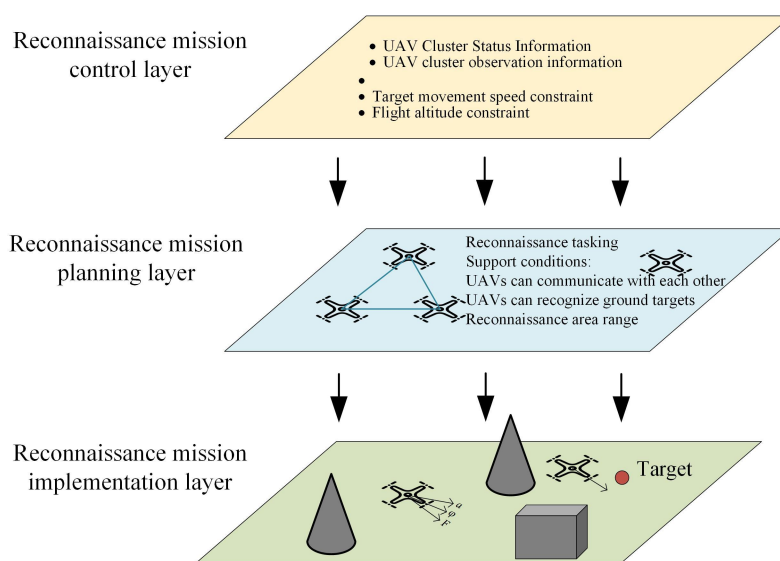 Reconnaissance mission
control layer
• UAV Cluster Status Information
• UAV cluster observation information
•
• Target movement speed constraint
• Flight altitude constraint
Reconnaissance mission
planning layer
Reconnaissance tasking
Support conditions:
UAVs can communicate with each other
UAVs can recognize ground targets
Reconnaissance area range
Reconnaissance mission
implementation layer
Target
a
φ
F